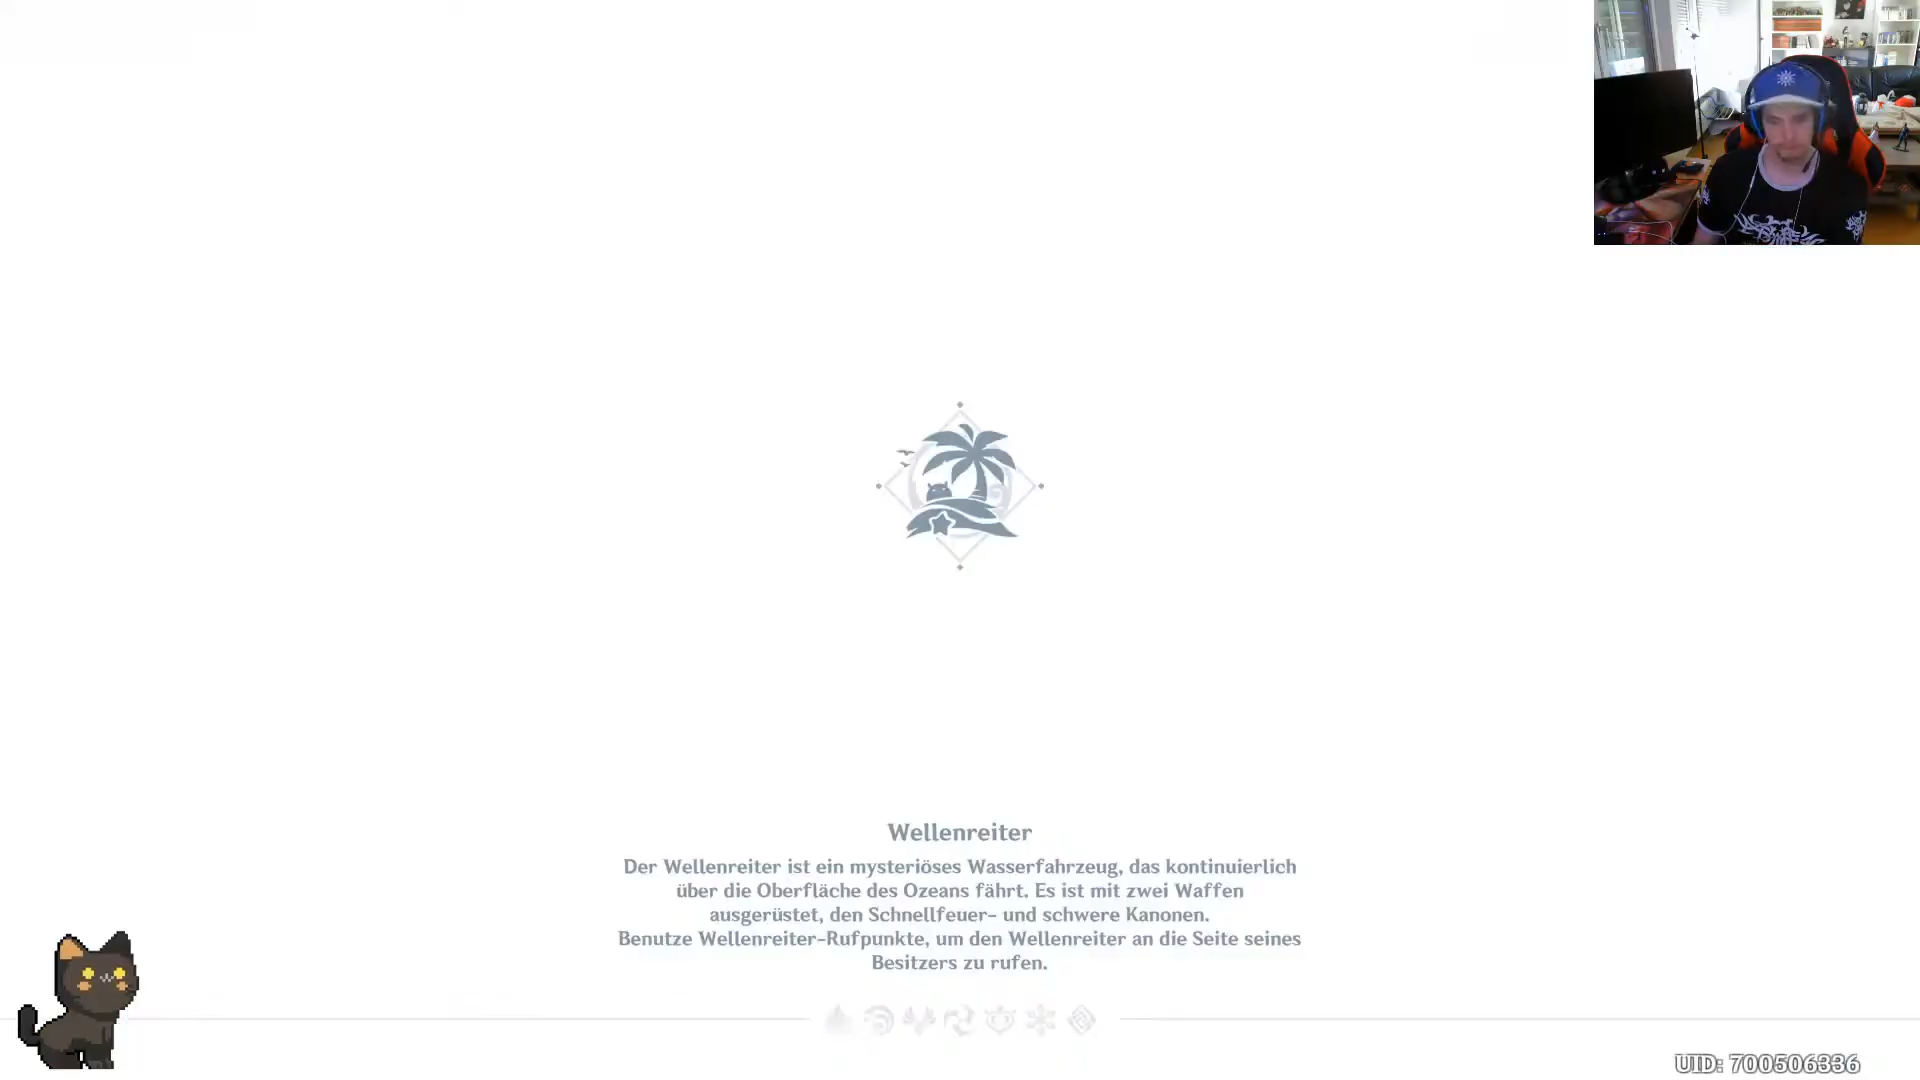 Wellenreiter
Der Wellenreiter ist ein mysteriöses Wasserfahrzeug, das kontinuierlich
über die Oberfläche des Ozeans fährt. Es ist mit zwei Waffen
ausgerüstet, den Schnellfeuer- und schwere Kanonen.
Benutze Wellenreiter-Rufpunkte, um den Wellenreiter an die Seite seines
Besitzers zu rufen.
UID: 700506336